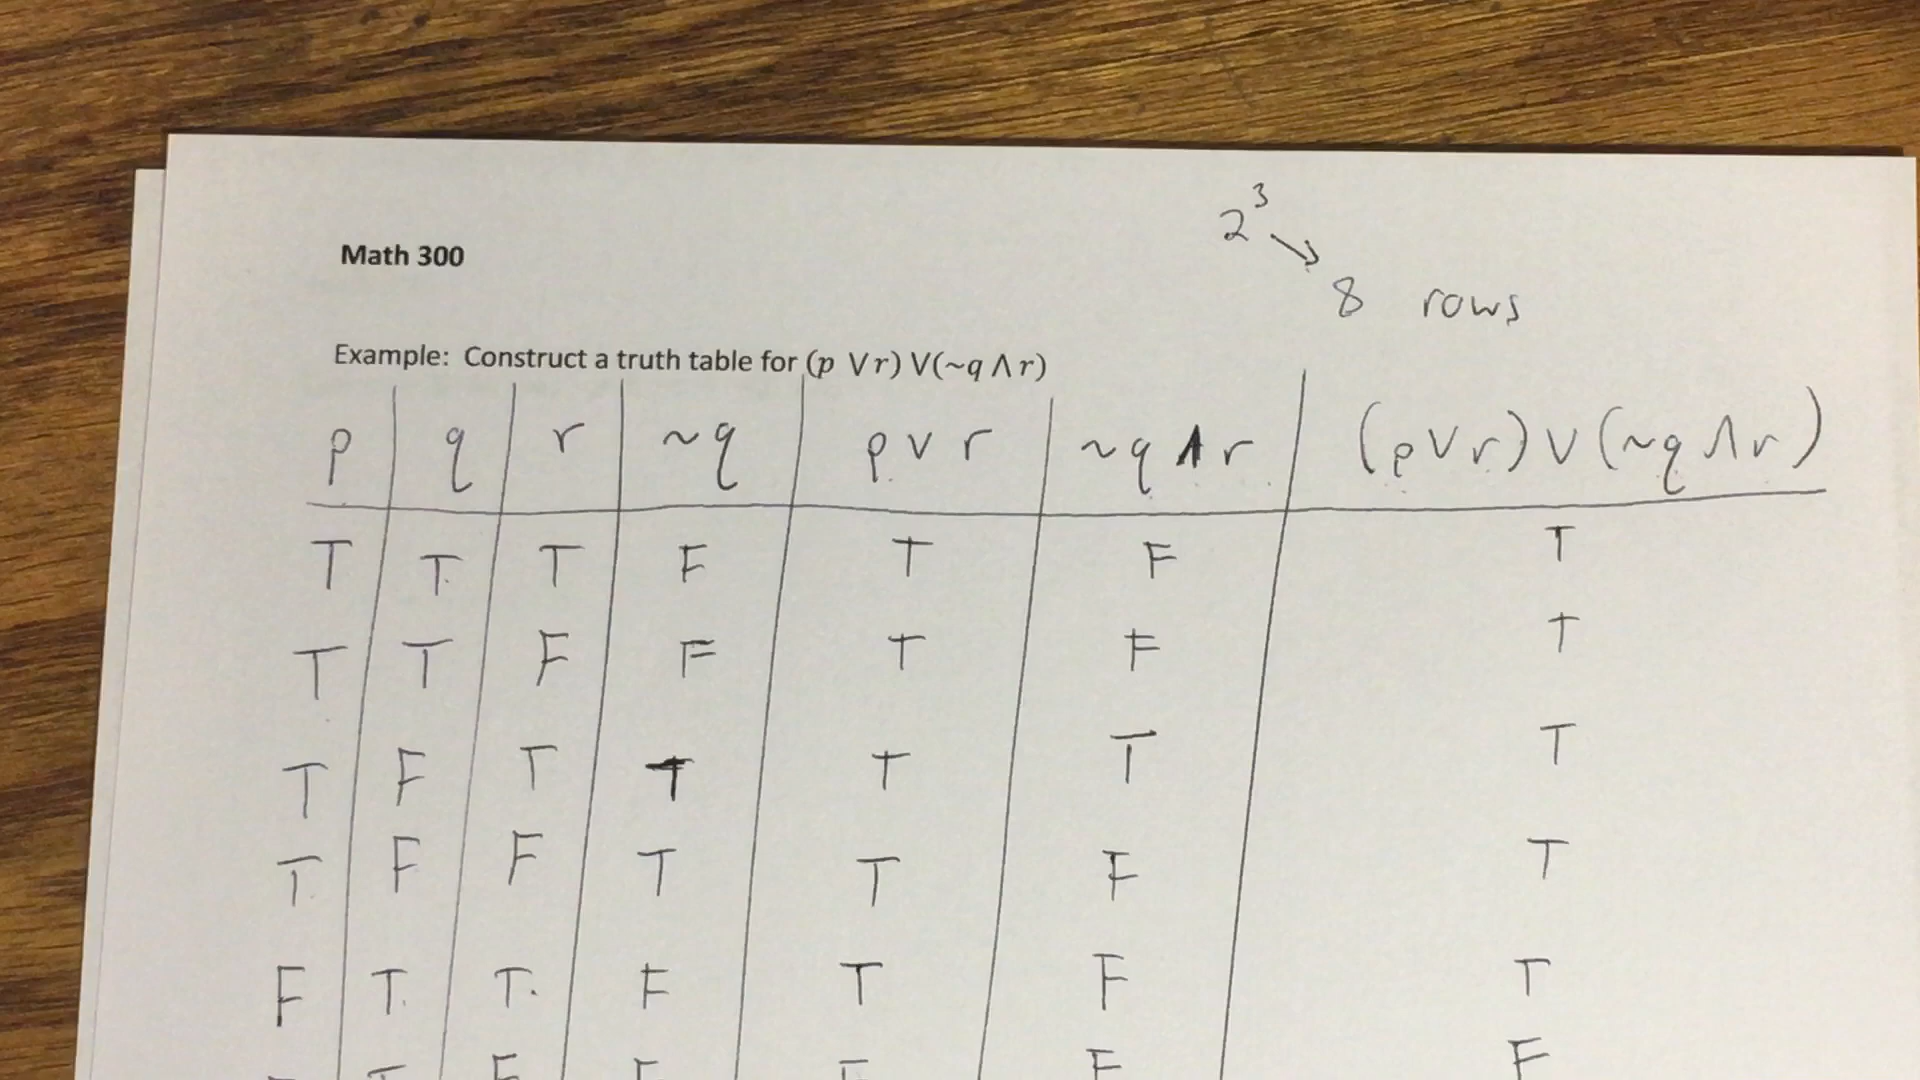 2³
8 rows
Math 300
Example: Construct a truth table for (p ∨ r) ∨(~q ∧ r)
p q r ~q p ∨ r ~q ∧ r (p ∨ r) ∨ (~q ∧ r)
T T T F T F T
T T F F T F T
T F T T T T T
T F F T T F T
F T T F T F T
F F F